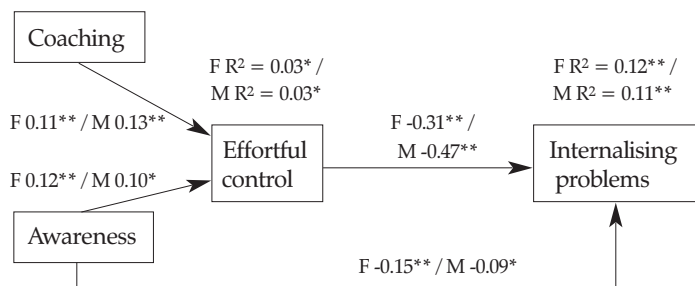 Coaching
F R² = 0.03* /
M R² = 0.03*
F R² = 0.12** /
M R² = 0.11**
F 0.11** / M 0.13**
F -0.31** /
M -0.47**
Effortful
control
Internalising
problems
F 0.12** / M 0.10*
Awareness
F -0.15** / M -0.09*